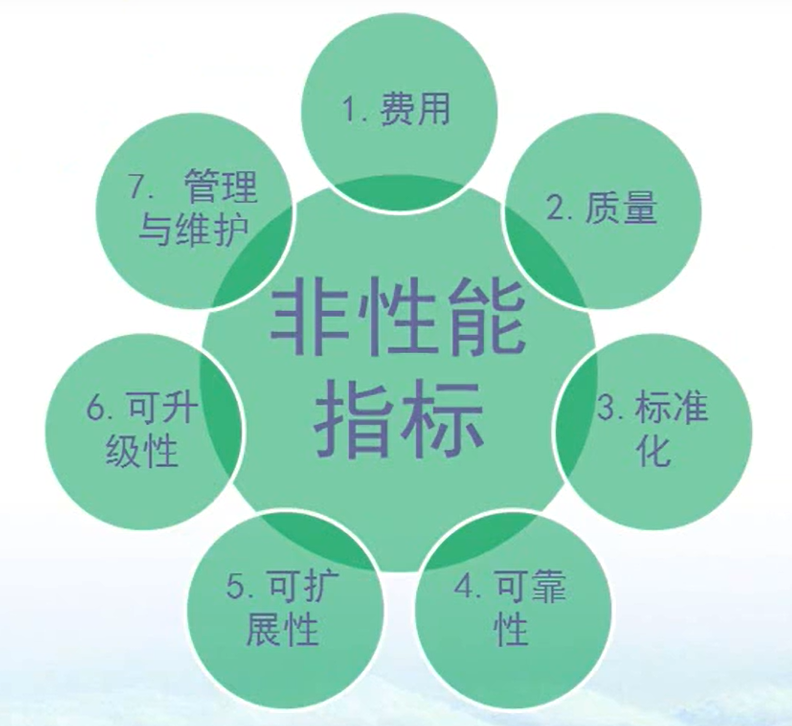 非性能
指标
1.费用
2.质量
3.标准
化
4.可靠
性
5.可扩
展性
6.可升
级性
7. 管理
与维护